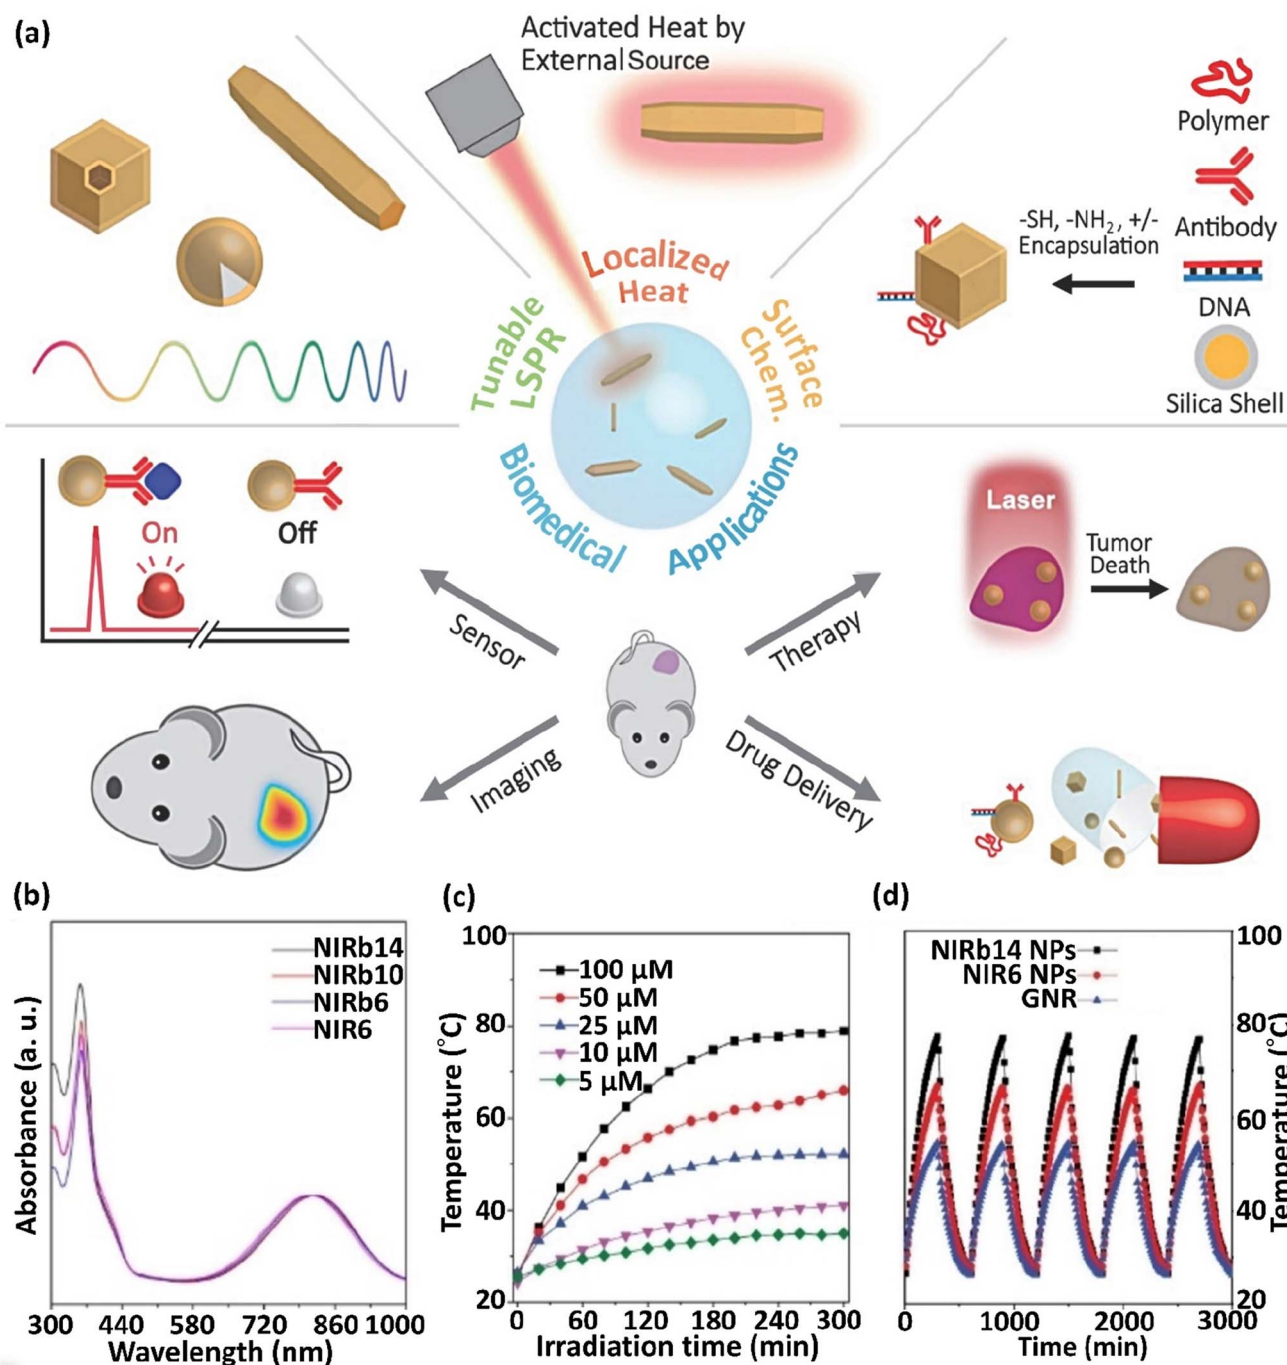 (a)
Activated Heat by
External Source
Polymer
Antibody
DNA
Silica Shell
-SH, -NH₂, +/-
Encapsulation
Localized
Heat
Tunable
LSPR
Surface
Chem.
Biomedical
Applications
On
Off
Sensor
Imaging
Therapy
Drug Delivery
Laser
Tumor
Death
(b)
NIRb14
NIRb10
NIRb6
NIR6
Absorbance (a. u.)
300 440 580 720 860 1000
Wavelength (nm)
(c)
100
80
60
40
20
100 µM
50 µM
25 µM
10 µM
5 µM
Temperature (°C)
0 60 120 180 240 300
Irradiation time (min)
(d)
NIRb14 NPs
NIR6 NPs
GNR
100
80
60
40
20
Temperature (°C)
0 1000 2000 3000
Time (min)